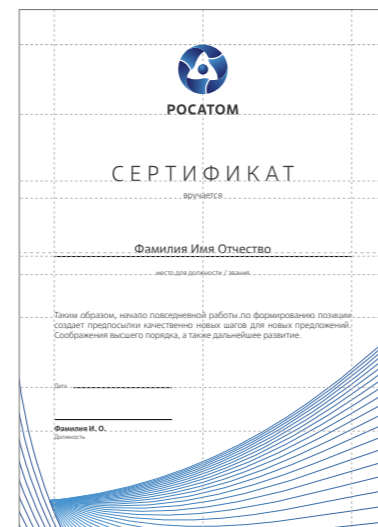 РОСАТОМ
СЕРТИФИКАТ
вручается
Фамилия Имя Отчество
место для должности / звания
Таким образом, начало повседневной работы по формированию позиции
создает предпосылки качественно новых шагов для новых предложений.
Соображения высшего порядка, а также дальнейшее развитие.
Дата
Фамилия И. О.
Должность